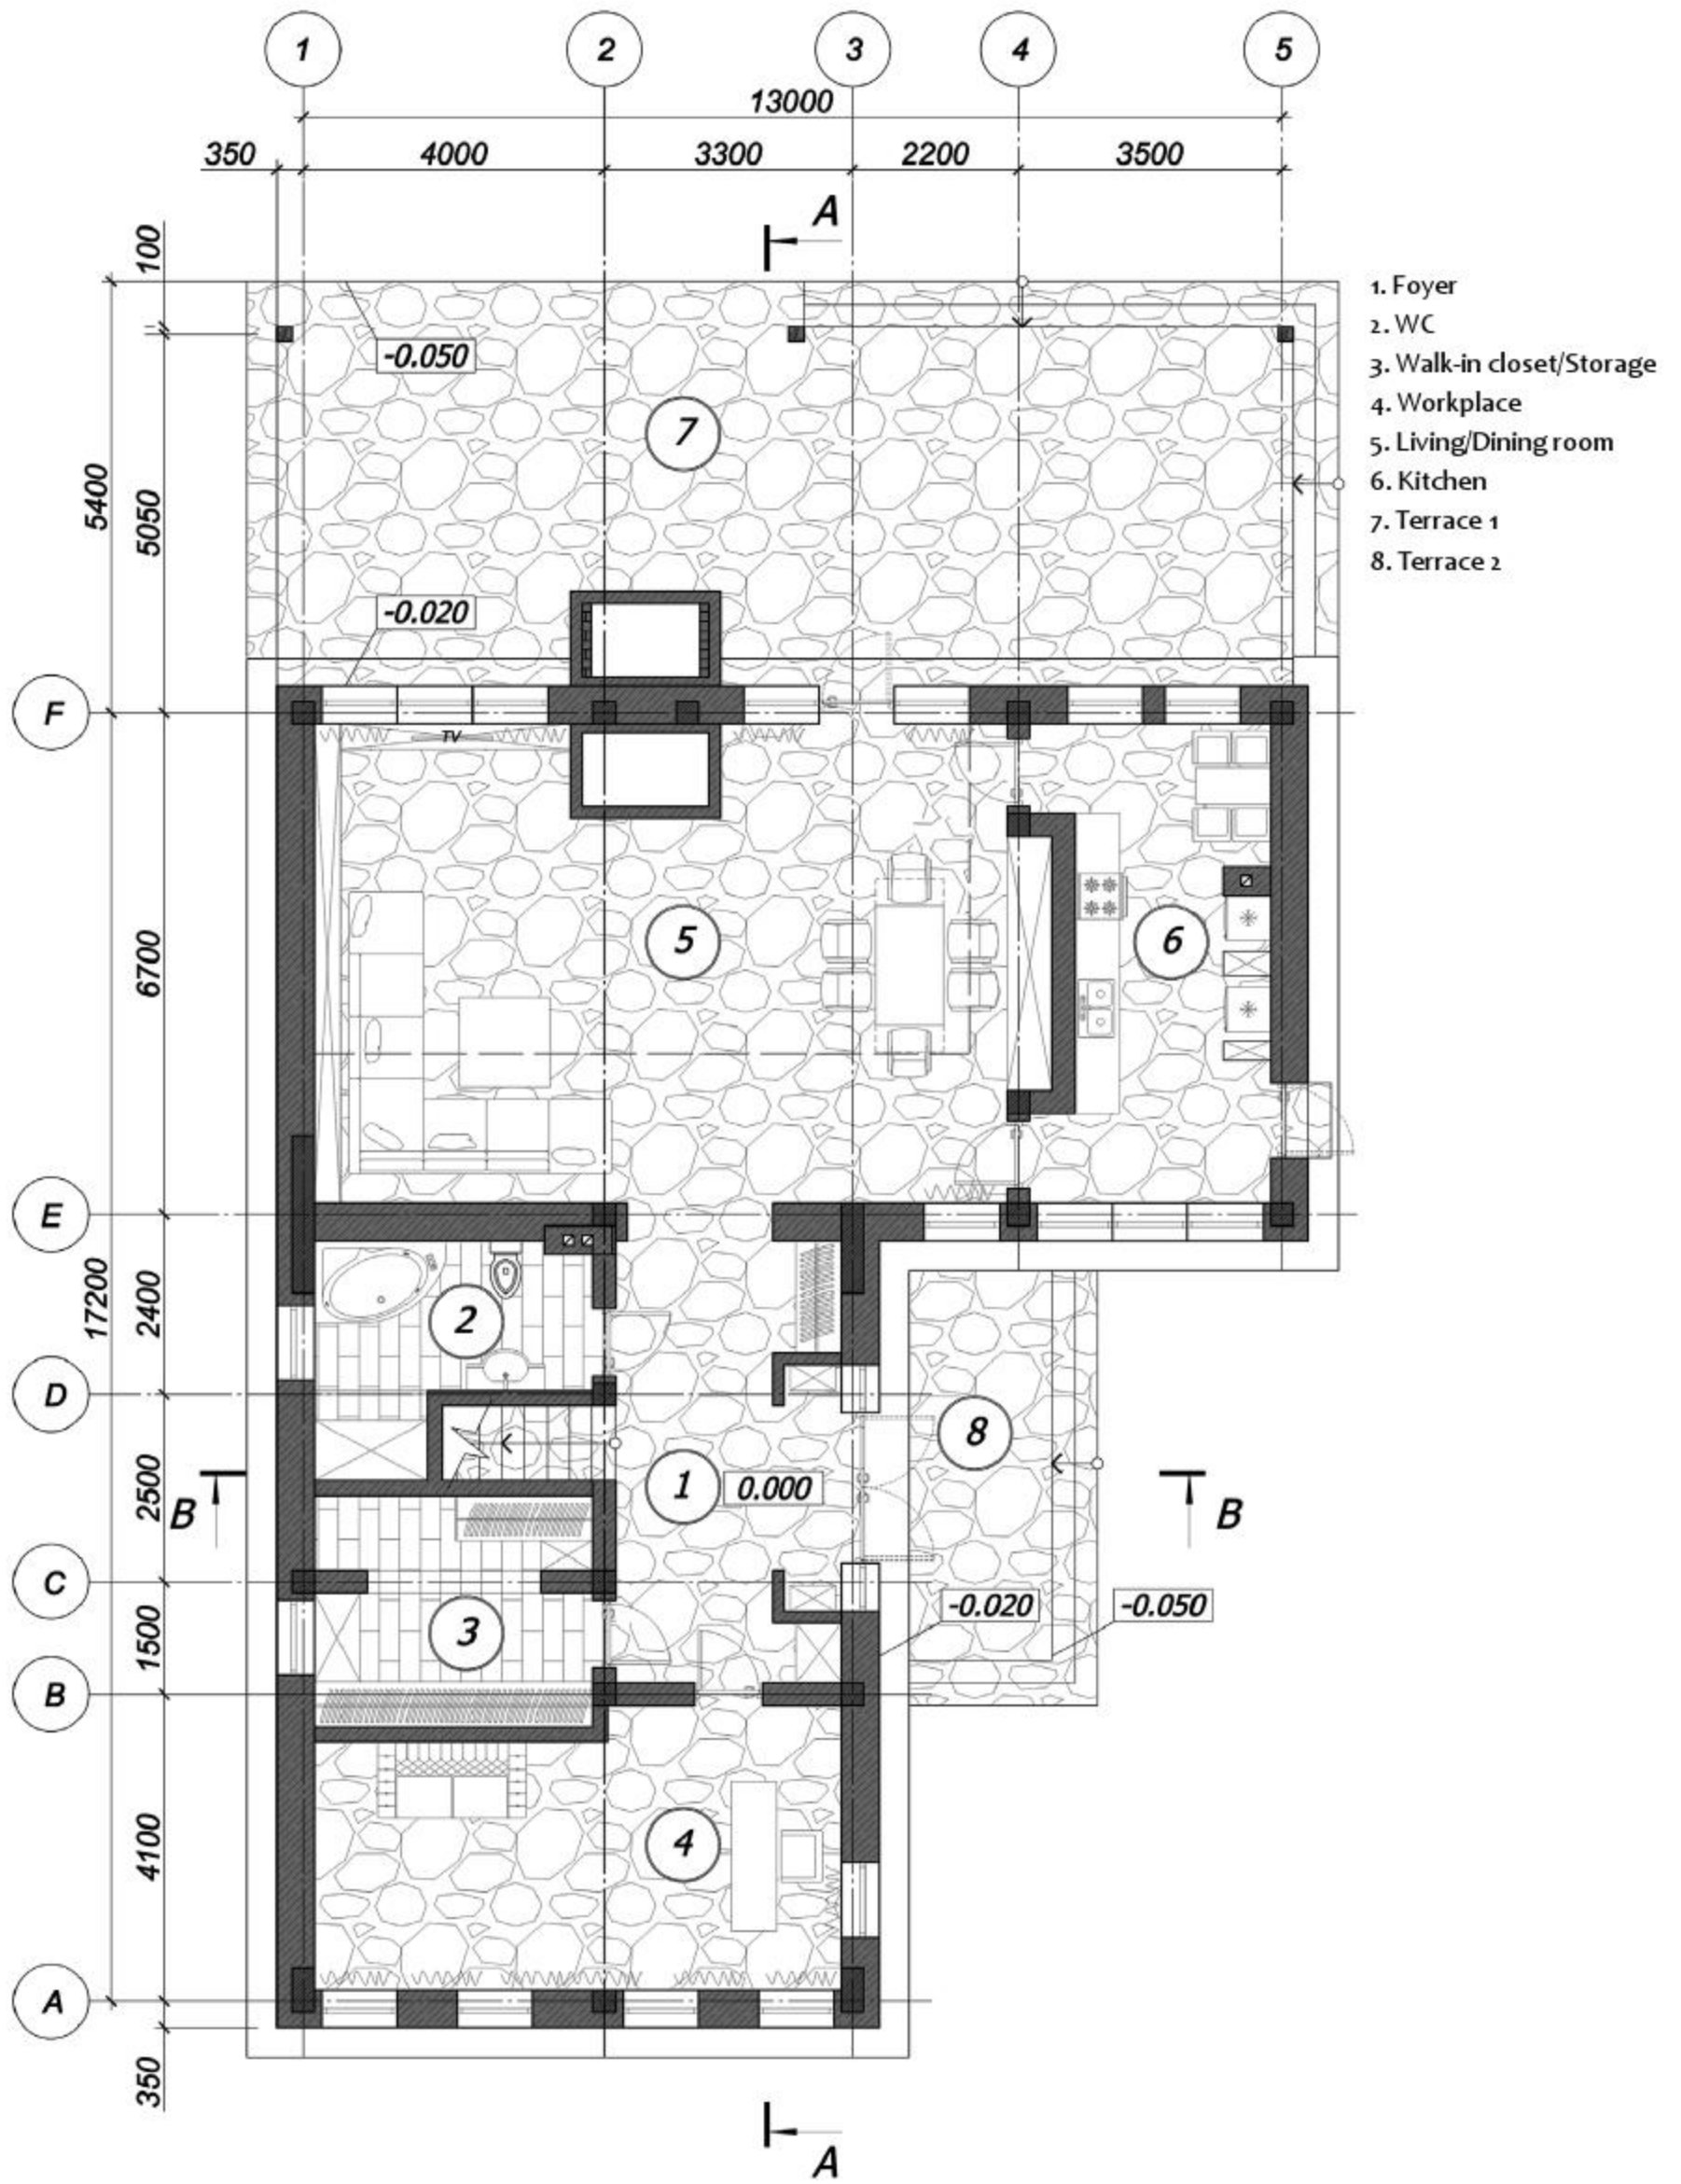 1 2 3 4 5
13000
350 4000 3300 2200 3500
A
100
1. Foyer
2. WC
3. Walk-in closet/Storage
4. Workplace
5. Living/Dining room
6. Kitchen
7. Terrace 1
8. Terrace 2
-0.050
7
5400
5050
-0.020
F
TV
5
6
6700
E
2
2400
17200
D
8
1 0.000
2500
B
B
C
-0.020 -0.050
3
1500
B
4
4100
A
350
A